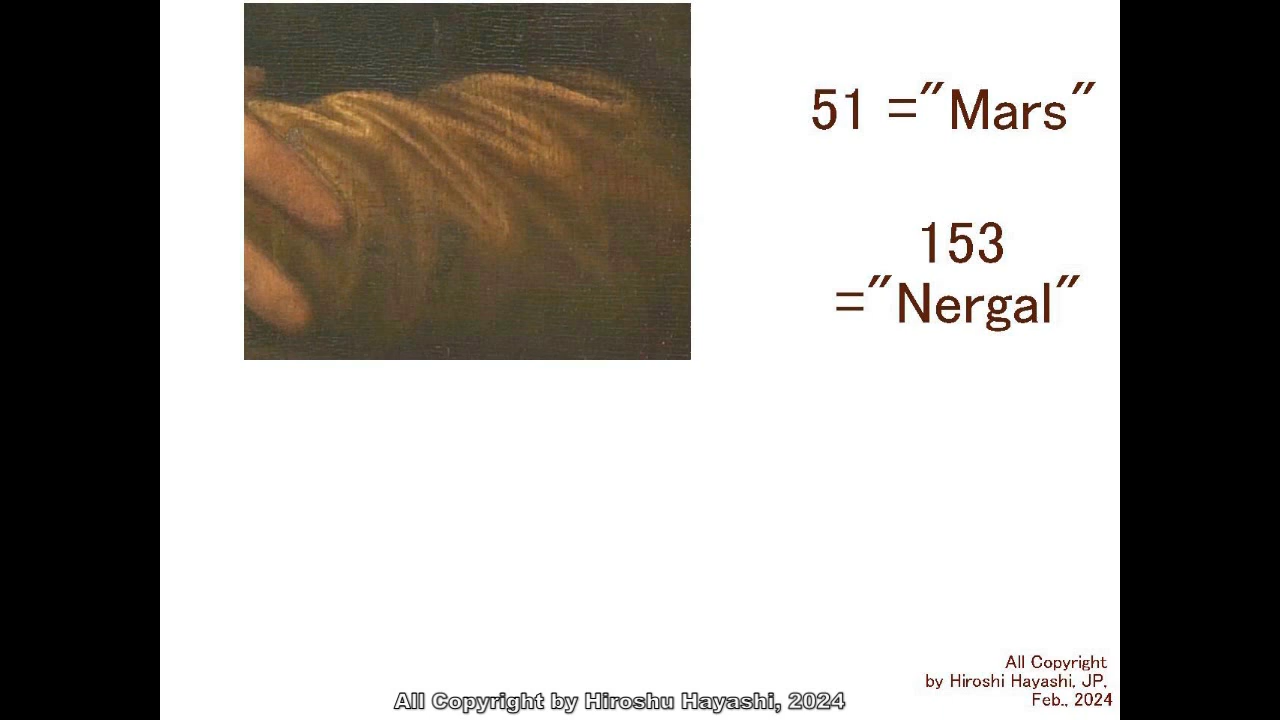 51 ="Mars"
153
="Nergal"
All Copyright
by Hiroshi Hayashi, JP,
Feb., 2024
All Copyright by Hiroshu Hayashi, 2024